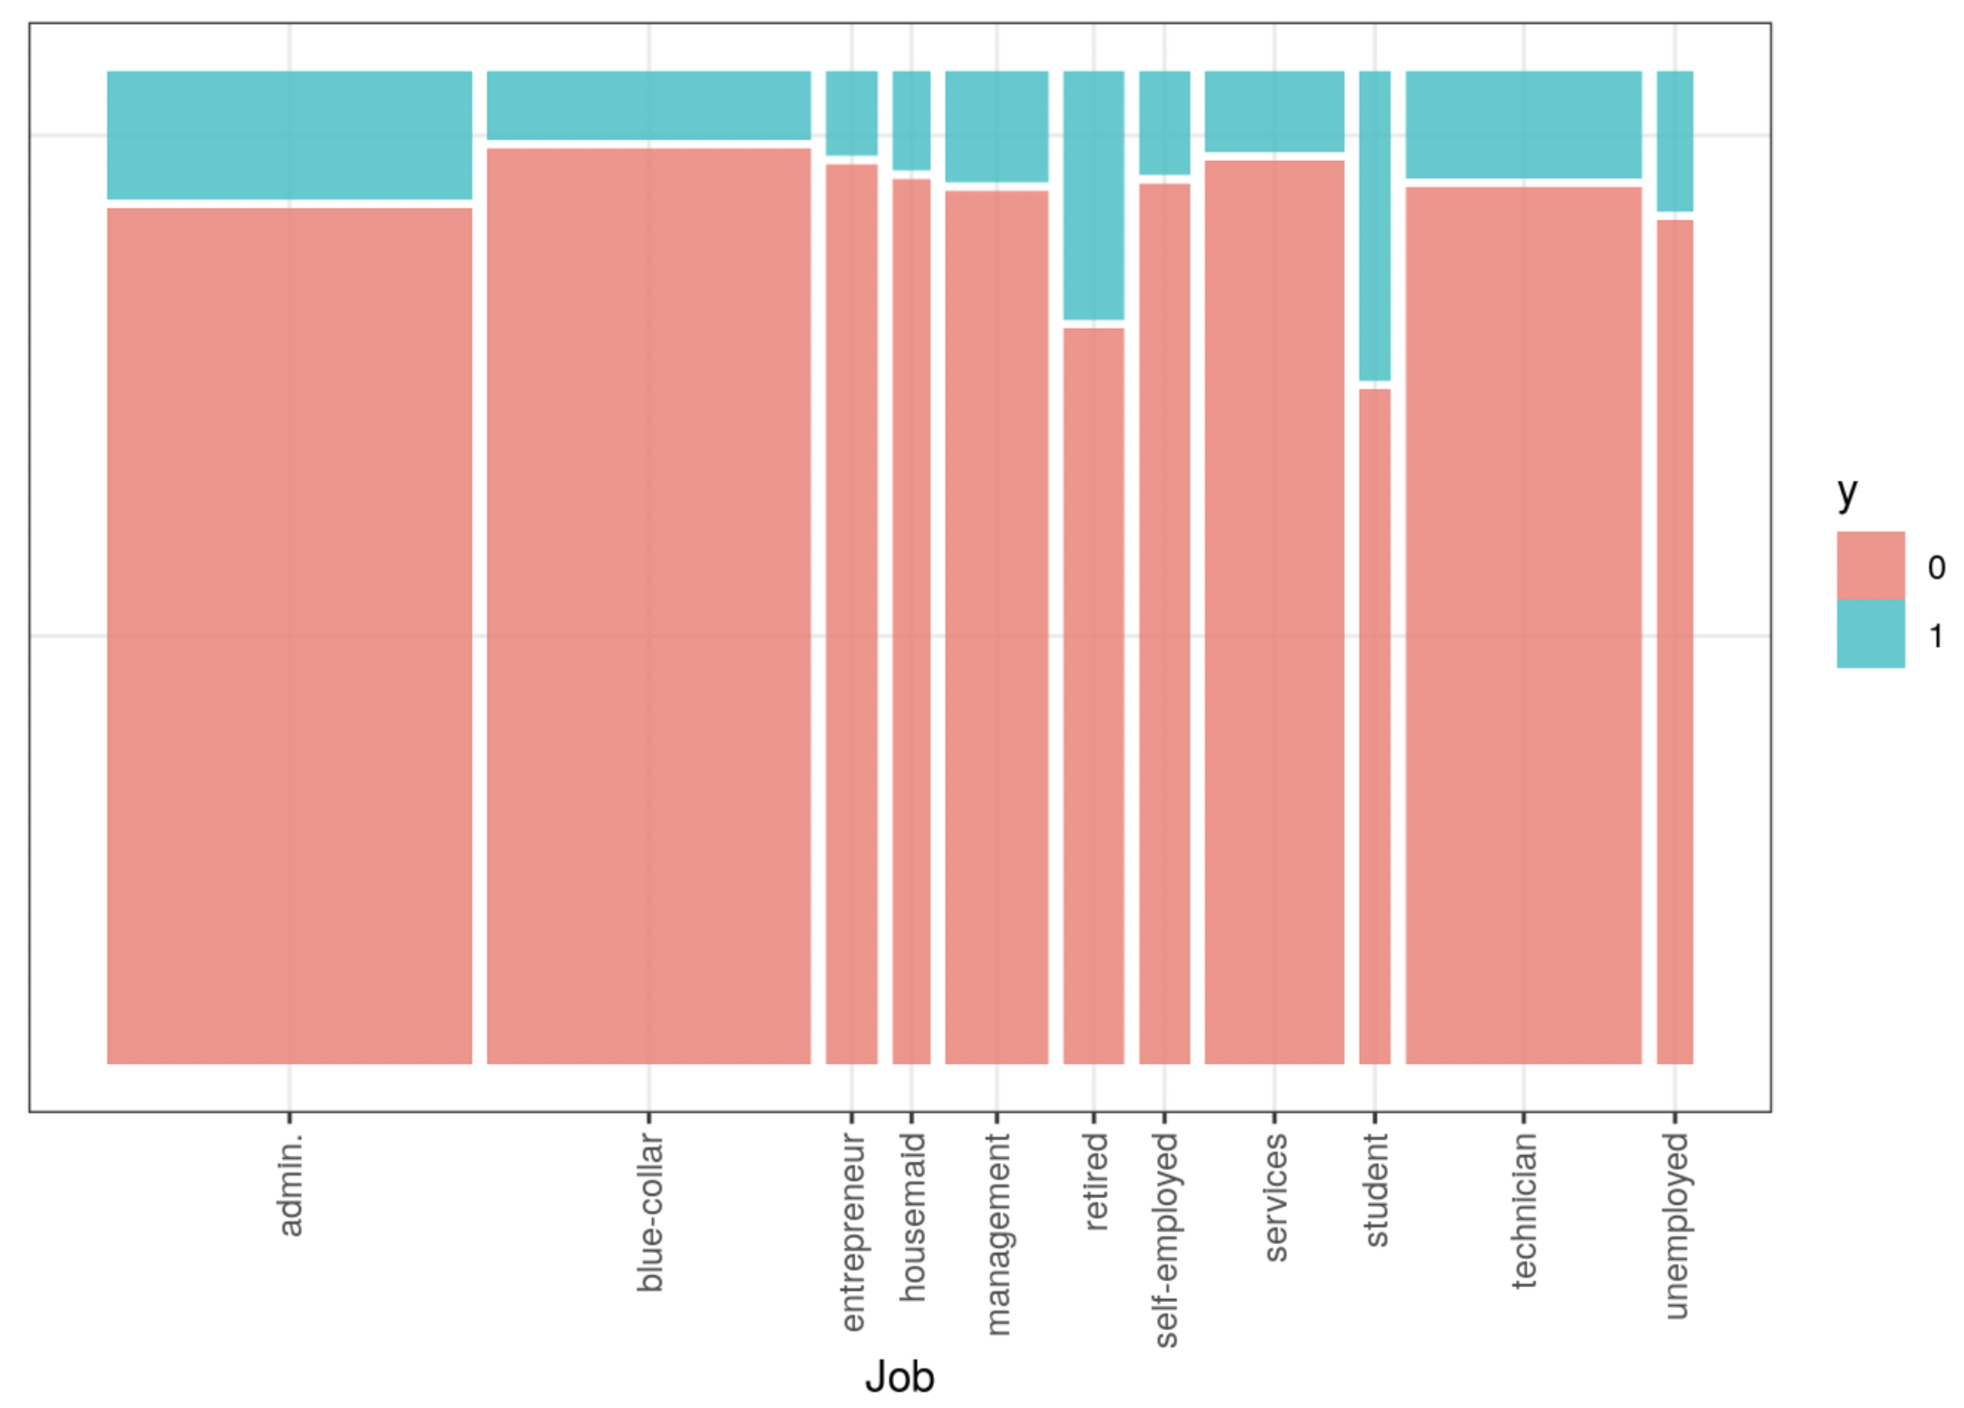 y
0
1
admin.
blue-collar
entrepreneur
housemaid
management
retired
self-employed
services
student
technician
unemployed
Job